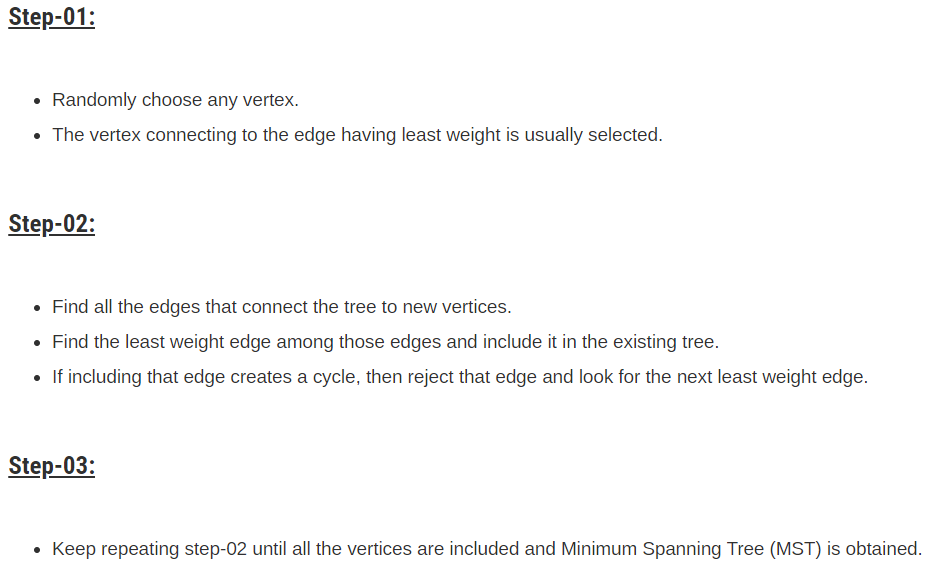 Step-01:
• Randomly choose any vertex.
• The vertex connecting to the edge having least weight is usually selected.
Step-02:
• Find all the edges that connect the tree to new vertices.
• Find the least weight edge among those edges and include it in the existing tree.
• If including that edge creates a cycle, then reject that edge and look for the next least weight edge.
Step-03:
• Keep repeating step-02 until all the vertices are included and Minimum Spanning Tree (MST) is obtained.